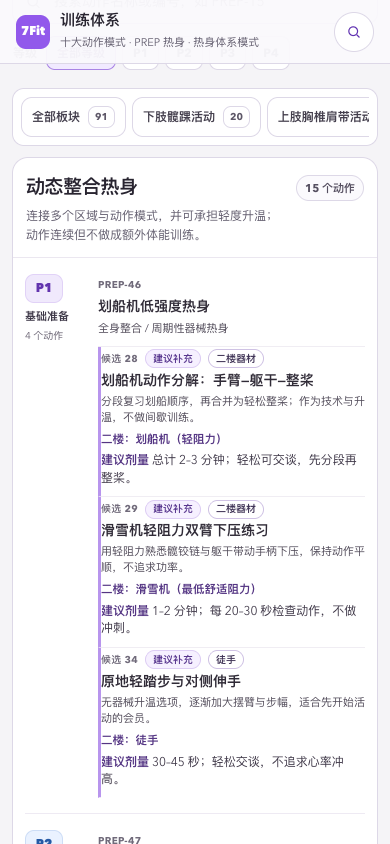 7Fit
训练体系
十大动作模式 · PREP 热身 · 热身体系模式
全部板块 91
下肢髋踝活动 20
上肢胸椎肩带活动
动态整合热身
15 个动作
连接多个区域与动作模式，并可承担轻度升温；
动作连续但不做成额外体能训练。
P1
基础准备
4 个动作
PREP-46
划船机低强度热身
全身整合 / 周期性器械热身
候选 28 建议补充 二楼器材
划船机动作分解：手臂—躯干—整桨
分段复习划船顺序，再合并为轻松整桨；作为技术与升
温，不做间歇训练。
二楼：划船机（轻阻力）
建议剂量 总计 2–3 分钟；轻松可交谈，先分段再
整桨。
候选 29 建议补充 二楼器材
滑雪机轻阻力双臂下压练习
用轻阻力熟悉髋铰链与躯干带动手柄下压，保持动作平
顺，不追求功率。
二楼：滑雪机（最低舒适阻力）
建议剂量 1–2 分钟；每 20–30 秒检查动作，不做
冲刺。
候选 34 建议补充 徒手
原地轻踏步与对侧伸手
无器械升温选项，逐渐加大摆臂与步幅，适合先开始活
动的会员。
二楼：徒手
建议剂量 30–45 秒；轻松交谈，不追求心率冲
高。
P2
PREP-47